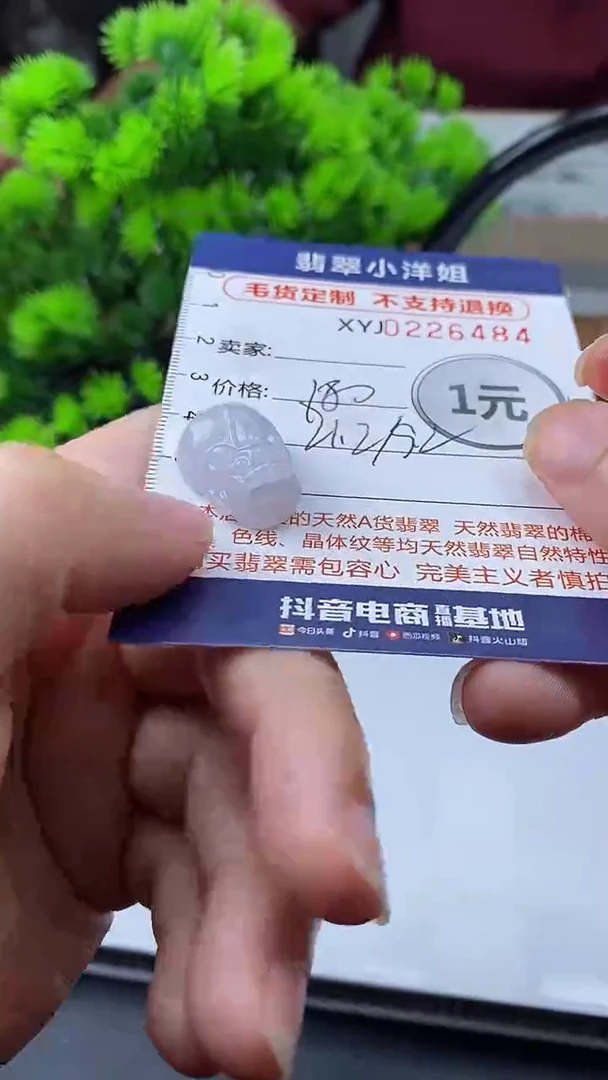 翡翠小洋姐
毛货定制 不支持退换
XYJ0226484
1
2 卖家:
3 价格: 180
1元
4
的天然A货翡翠 天然翡翠的棉
色线、晶体纹等均天然翡翠自然特性
买翡翠需包容心 完美主义者慎拍
抖音电商直播基地
今日头条 抖音 西瓜视频 抖音火山版